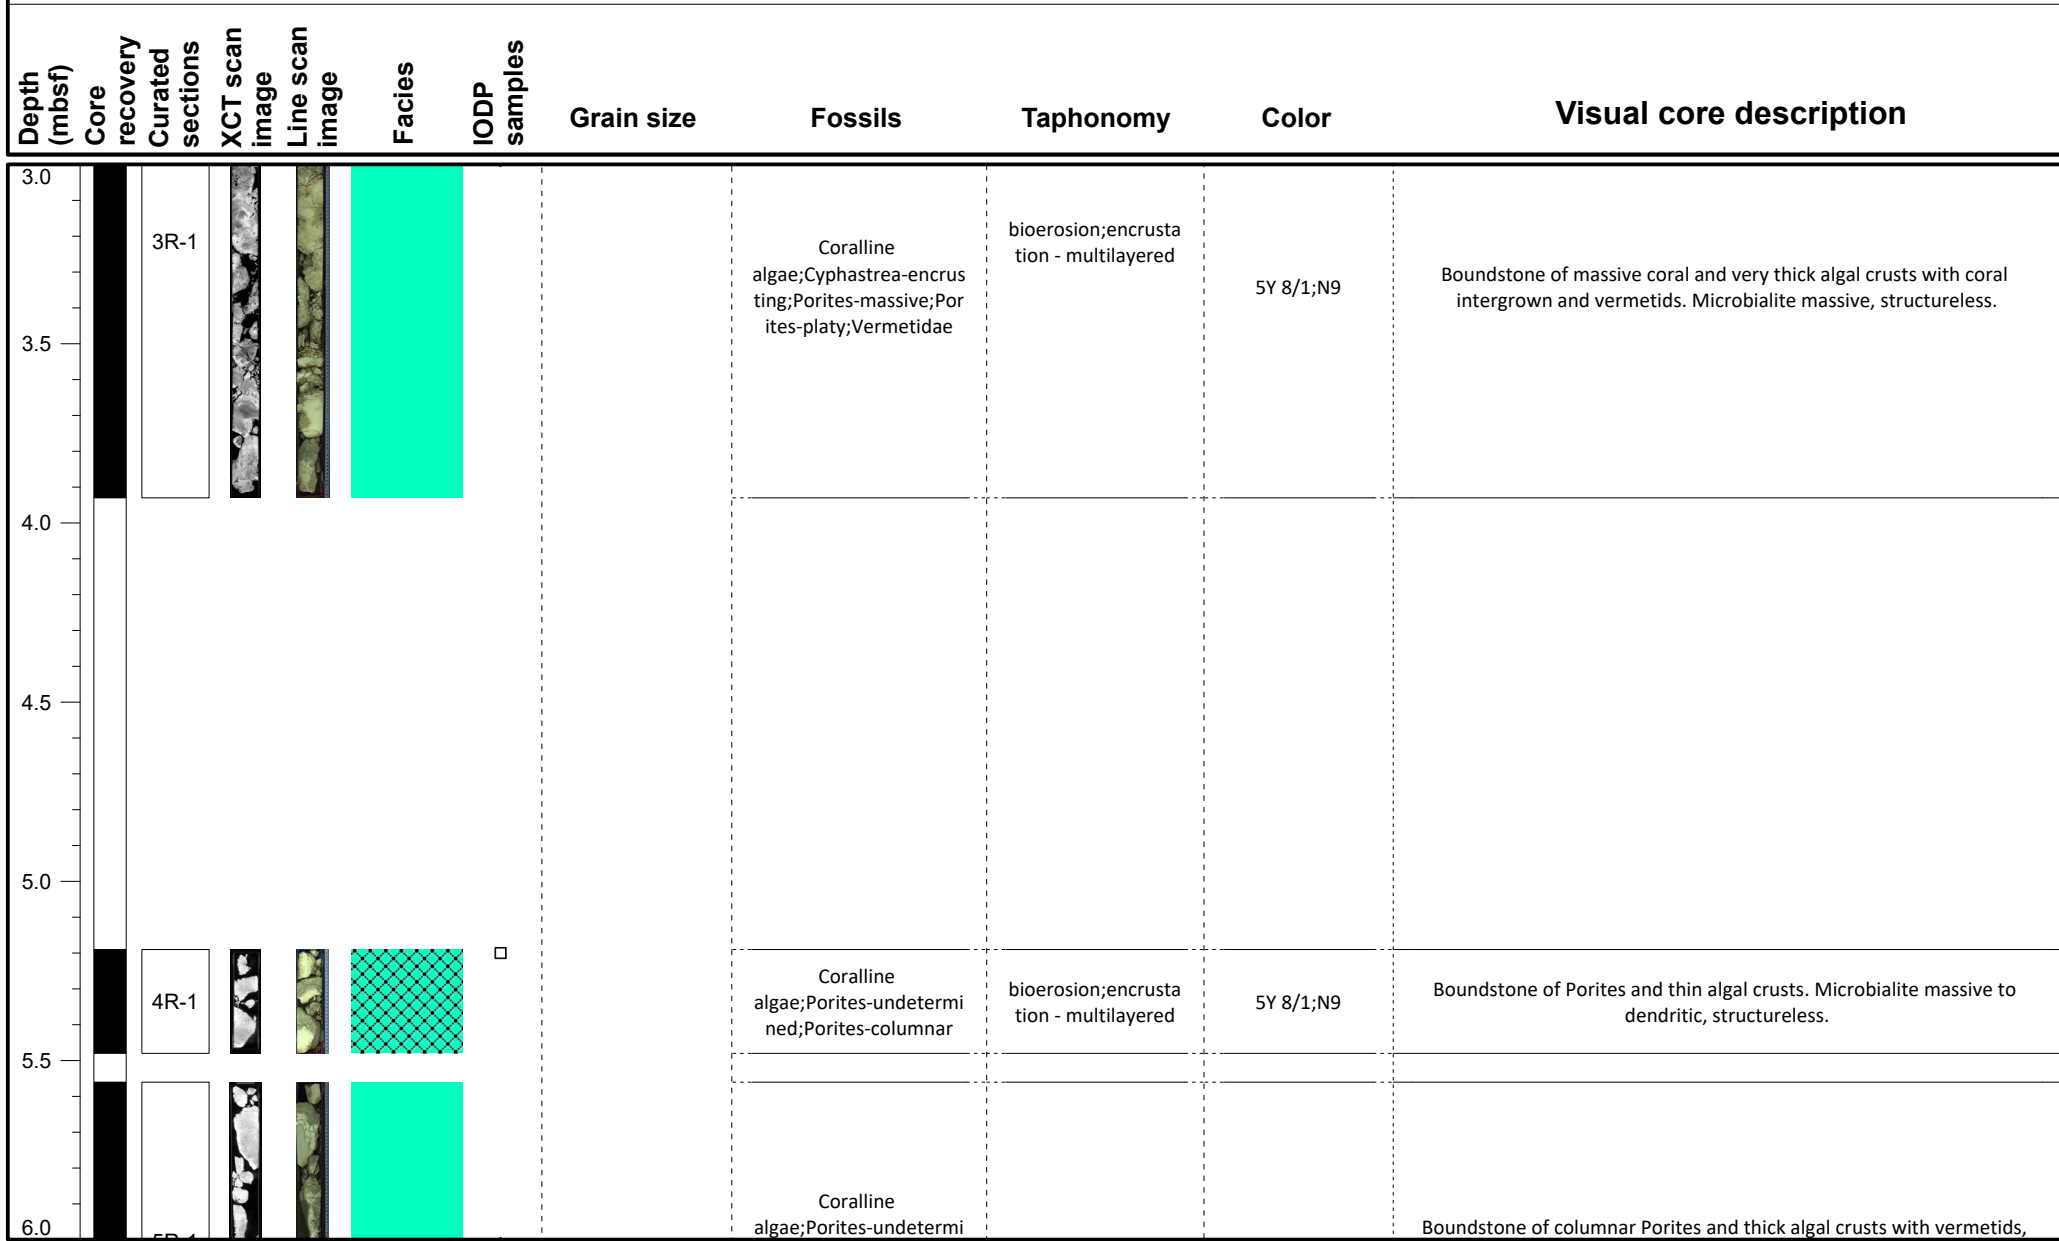 Depth
(mbsf)
Core
recovery
Curated
sections
XCT scan
image
Line scan
image
Facies
IODP
samples
Grain size
Fossils
Taphonomy
Color
Visual core description
3.0
3R-1
Coralline
algae;Cyphastrea-encrus
ting;Porites-massive;Por
ites-platy;Vermetidae
bioerosion;encrusta
tion - multilayered
5Y 8/1;N9
Boundstone of massive coral and very thick algal crusts with coral
intergrown and vermetids. Microbialite massive, structureless.
3.5
4.0
4.5
5.0
4R-1
Coralline
algae;Porites-undetermi
ned;Porites-columnar
bioerosion;encrusta
tion - multilayered
5Y 8/1;N9
Boundstone of Porites and thin algal crusts. Microbialite massive to
dendritic, structureless.
5.5
6.0
5R-1
Coralline
algae;Porites-undetermi
Boundstone of columnar Porites and thick algal crusts with vermetids,